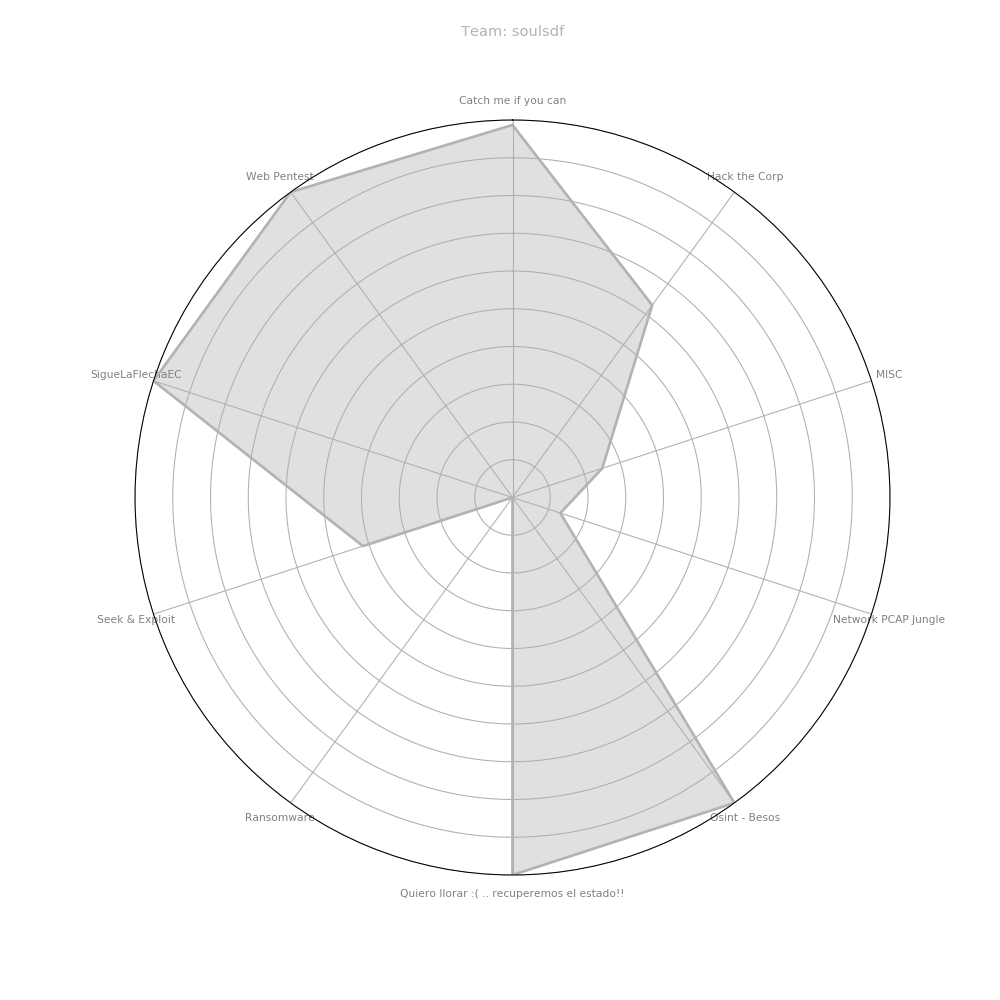 Team: soulsdf
Catch me if you can
Web Pentest
Hack the Corp
SigueLaFlechaEC
MISC
Seek & Exploit
Network PCAP Jungle
Ransomware
Osint - Besos
Quiero llorar :( .. recuperemos el estado!!